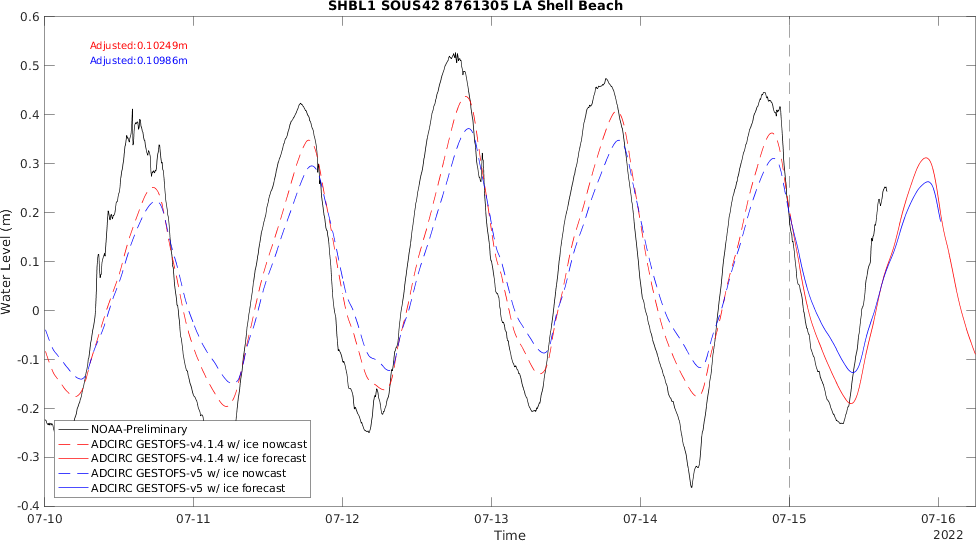 SHBL1 SOUS42 8761305 LA Shell Beach
Adjusted:0.10249m
Adjusted:0.10986m
Water Level (m)
0.6
0.5
0.4
0.3
0.2
0.1
0
-0.1
-0.2
-0.3
-0.4
NOAA-Preliminary
ADCIRC GESTOFS-v4.1.4 w/ ice nowcast
ADCIRC GESTOFS-v4.1.4 w/ ice forecast
ADCIRC GESTOFS-v5 w/ ice nowcast
ADCIRC GESTOFS-v5 w/ ice forecast
07-10 07-11 07-12 07-13 07-14 07-15 07-16
Time
2022